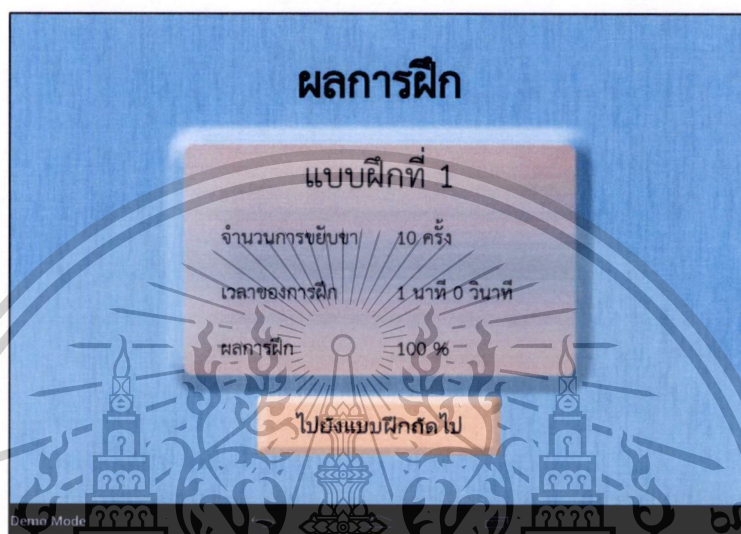 ผลการฝึก
แบบฝึกที่ 1
จำนวนการขยับขา 10 ครั้ง
เวลาของการฝึก 1 นาที 0 วินาที
ผลการฝึก 100 %
ไปยังแบบฝึกถัดไป
Demo Mode